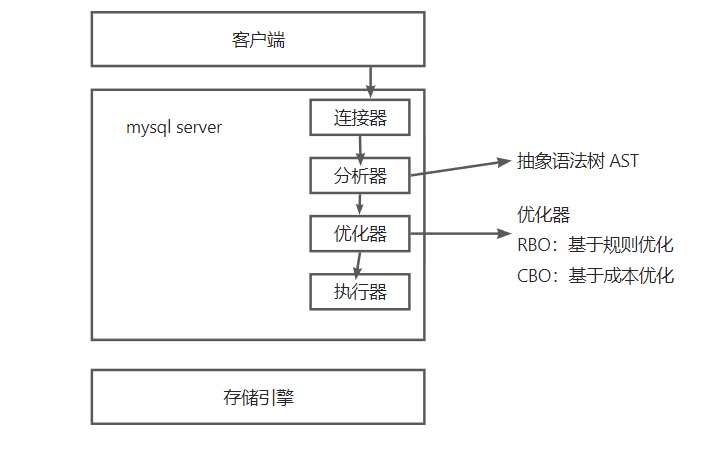 客户端
mysql server
连接器
分析器
抽象语法树 AST
优化器
优化器
RBO：基于规则优化
CBO：基于成本优化
执行器
存储引擎